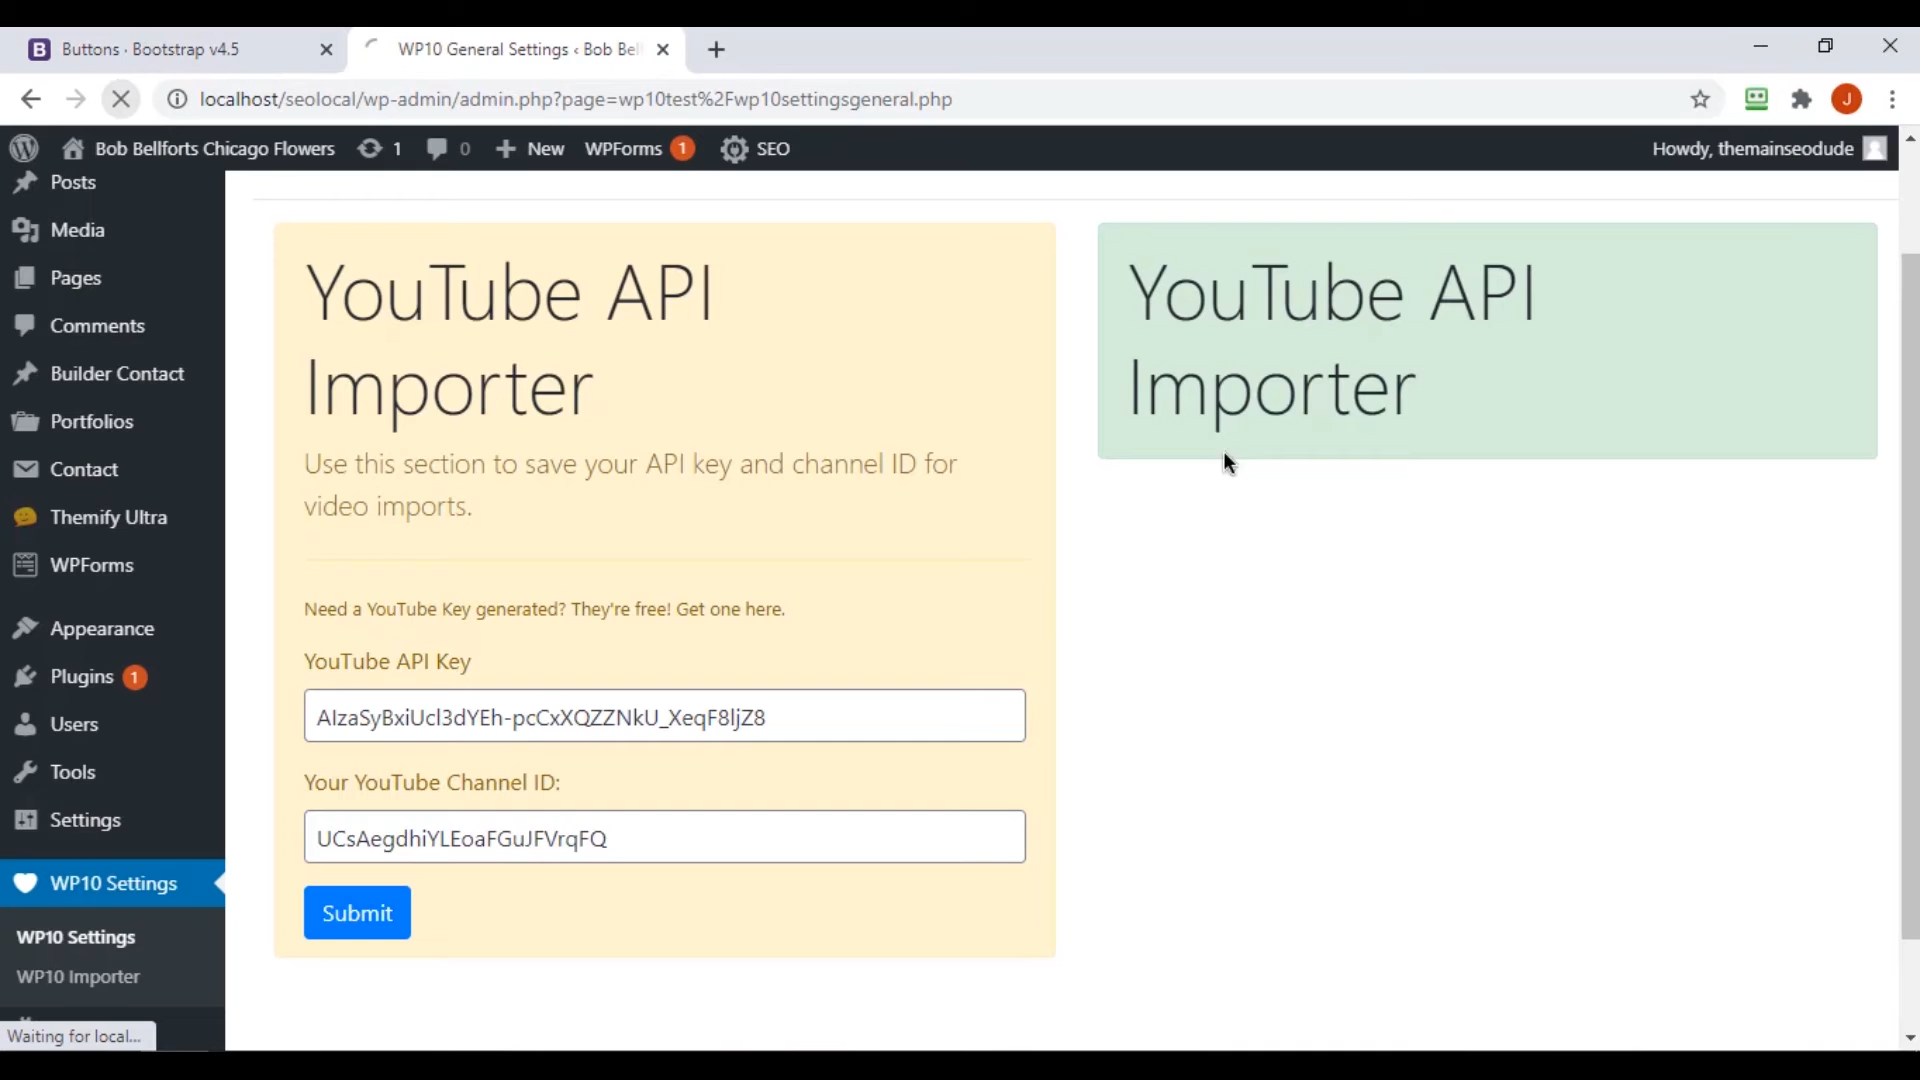 Buttons · Bootstrap v4.5
WP10 General Settings ‹ Bob Bel
localhost/seolocal/wp-admin/admin.php?page=wp10test%2Fwp10settingsgeneral.php
J
Bob Bellforts Chicago Flowers
1
0
New
WPForms 1
SEO
Howdy, themainseodude
Posts
Media
Pages
Comments
Builder Contact
Portfolios
Contact
Themify Ultra
WPForms
Appearance
Plugins 1
Users
Tools
Settings
WP10 Settings
WP10 Settings
WP10 Importer
Waiting for local...
YouTube API
Importer
Use this section to save your API key and channel ID for
video imports.
Need a YouTube Key generated? They're free! Get one here.
YouTube API Key
AIzaSyBxiUcl3dYEh-pcCxXQZZNkU_XeqF8ljZ8
Your YouTube Channel ID:
UCsAegdhiYLEoaFGuJFVrqFQ
Submit
YouTube API
Importer